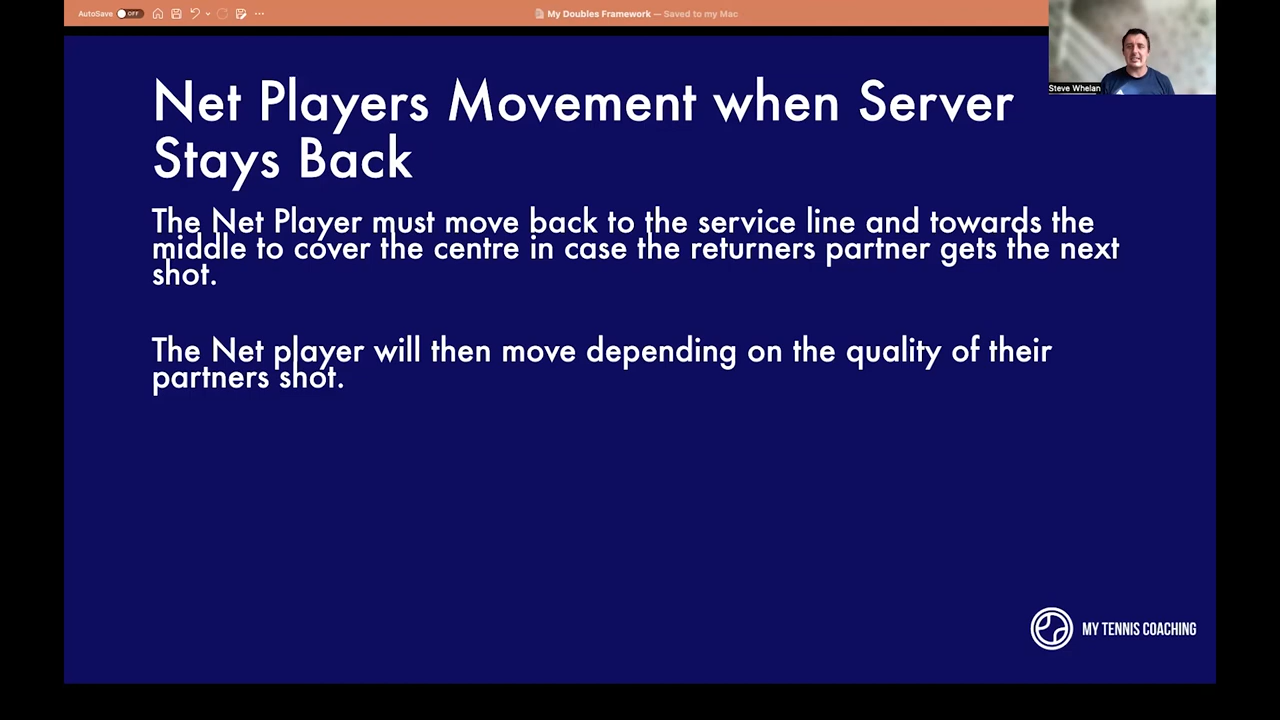 AutoSave OFF
My Doubles Framework — Saved to my Mac
Steve Whelan
Net Players Movement when Server
Stays Back
The Net Player must move back to the service line and towards the
middle to cover the centre in case the returners partner gets the next
shot.
The Net player will then move depending on the quality of their
partners shot.
MY TENNIS COACHING